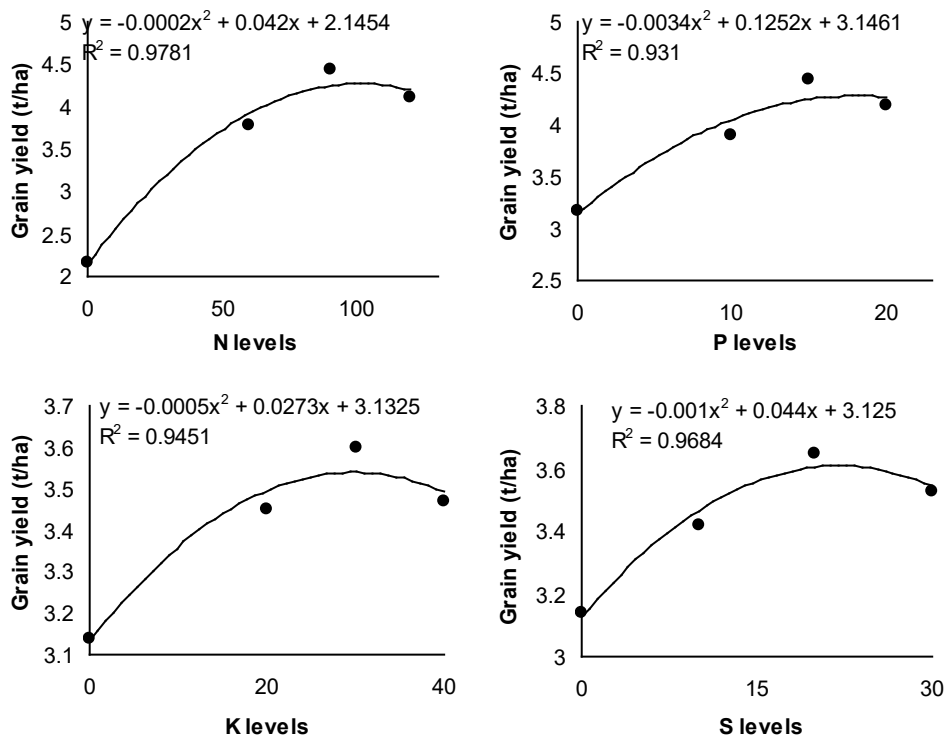 y = -0.0002x² + 0.042x + 2.1454
R² = 0.9781
5
4.5
4
3.5
3
2.5
2
0 50 100
N levels
Grain yield (t/ha)
y = -0.0034x² + 0.1252x + 3.1461
R² = 0.931
5
4.5
4
3.5
3
2.5
0 10 20
P levels
Grain yield (t/ha)
y = -0.0005x² + 0.0273x + 3.1325
R² = 0.9451
3.7
3.6
3.5
3.4
3.3
3.2
3.1
0 20 40
K levels
Grain yield (t/ha)
y = -0.001x² + 0.044x + 3.125
R² = 0.9684
3.8
3.6
3.4
3.2
3
0 15 30
S levels
Grain yield (t/ha)